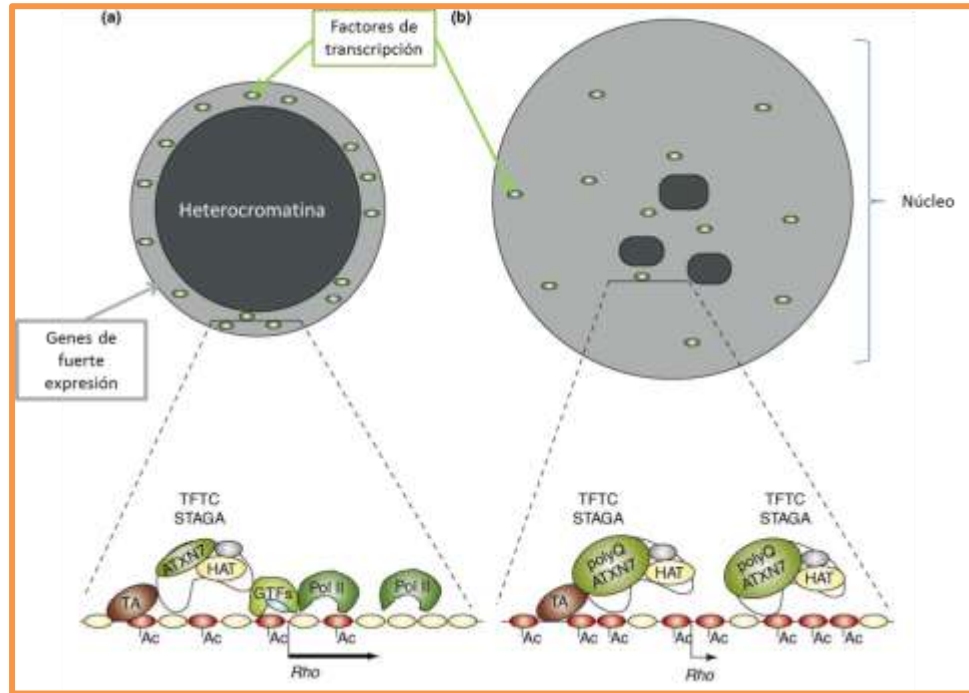 (a)
Factores de
transcripción
(b)
Heterocromatina
Núcleo
Genes de
fuerte
expresión
TFTC
STAGA
ATXN7
HAT
TA
GTFs
Pol II
Pol II
Ac
Ac
Ac
Ac
Rho
TFTC
STAGA
polyQ
ATXN7
HAT
TA
TFTC
STAGA
polyQ
ATXN7
HAT
Ac
Ac
Ac
Ac
Ac
Ac
Ac
Ac
Rho